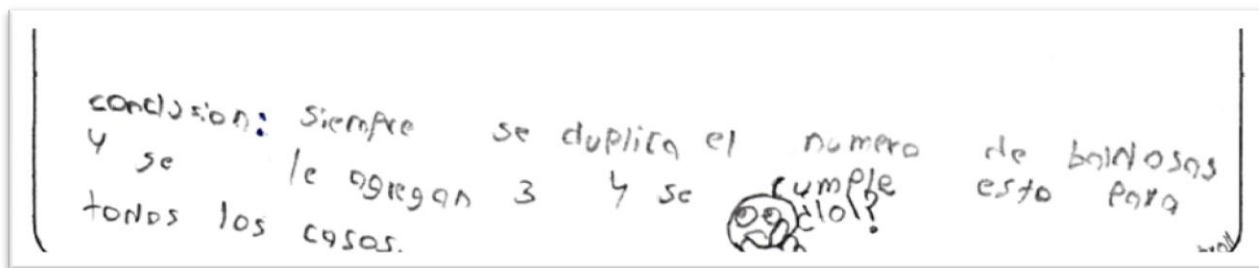 conclusion: siempre se duplica el numero de baldosas
y se le agregan 3 y se cumple esto para
todos los casos.
¿lol?